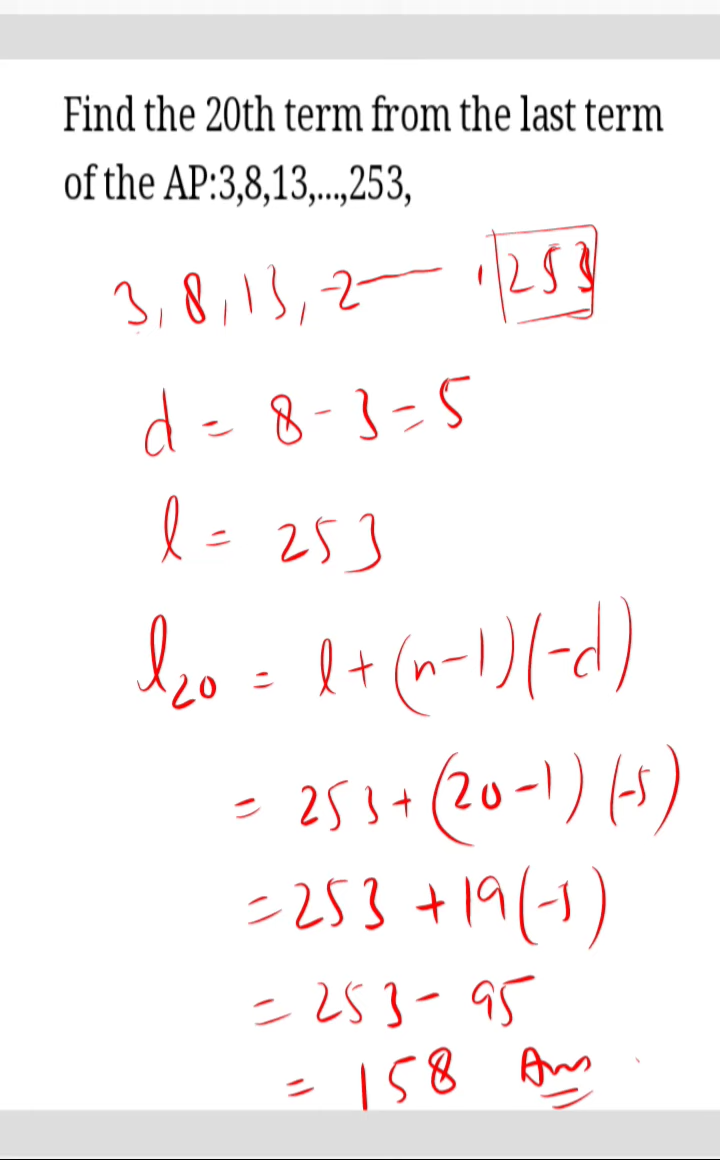 Find the 20th term from the last term
of the AP:3,8,13,...,253,
3, 8, 13, -2— , 253
d = 8 - 3 = 5
l = 253
l20 = l + (n-1)(-d)
= 253 + (20-1)(-5)
= 253 + 19(-5)
= 253 - 95
= 158 Ans